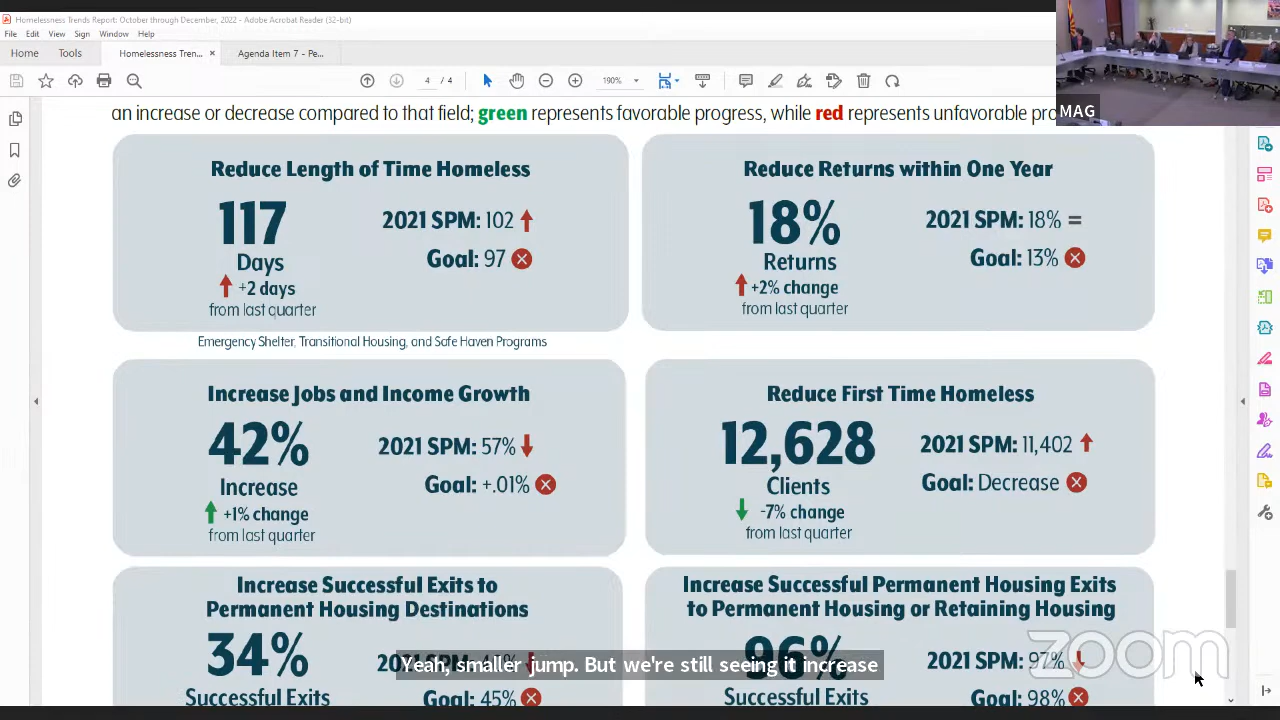 Homelessness Trends Report: October through December, 2022 - Adobe Acrobat Reader (32-bit)
File Edit View Sign Window Help
Home Tools Homelessness Tren... × Agenda Item 7 - Pe...
4 / 4 190%
MAG
an increase or decrease compared to that field; green represents favorable progress, while red represents unfavorable pro
Reduce Length of Time Homeless
117
Days
+2 days
from last quarter
2021 SPM: 102
Goal: 97
Emergency Shelter, Transitional Housing, and Safe Haven Programs
Reduce Returns within One Year
18%
Returns
+2% change
from last quarter
2021 SPM: 18% =
Goal: 13%
Increase Jobs and Income Growth
42%
Increase
+1% change
from last quarter
2021 SPM: 57%
Goal: +.01%
Reduce First Time Homeless
12,628
Clients
-7% change
from last quarter
2021 SPM: 11,402
Goal: Decrease
Increase Successful Exits to
Permanent Housing Destinations
34%
Successful Exits
Goal: 45%
Increase Successful Permanent Housing Exits
to Permanent Housing or Retaining Housing
96%
Successful Exits
2021 SPM: 97%
Goal: 98%
Yeah, smaller jump. But we're still seeing it increase
zoom